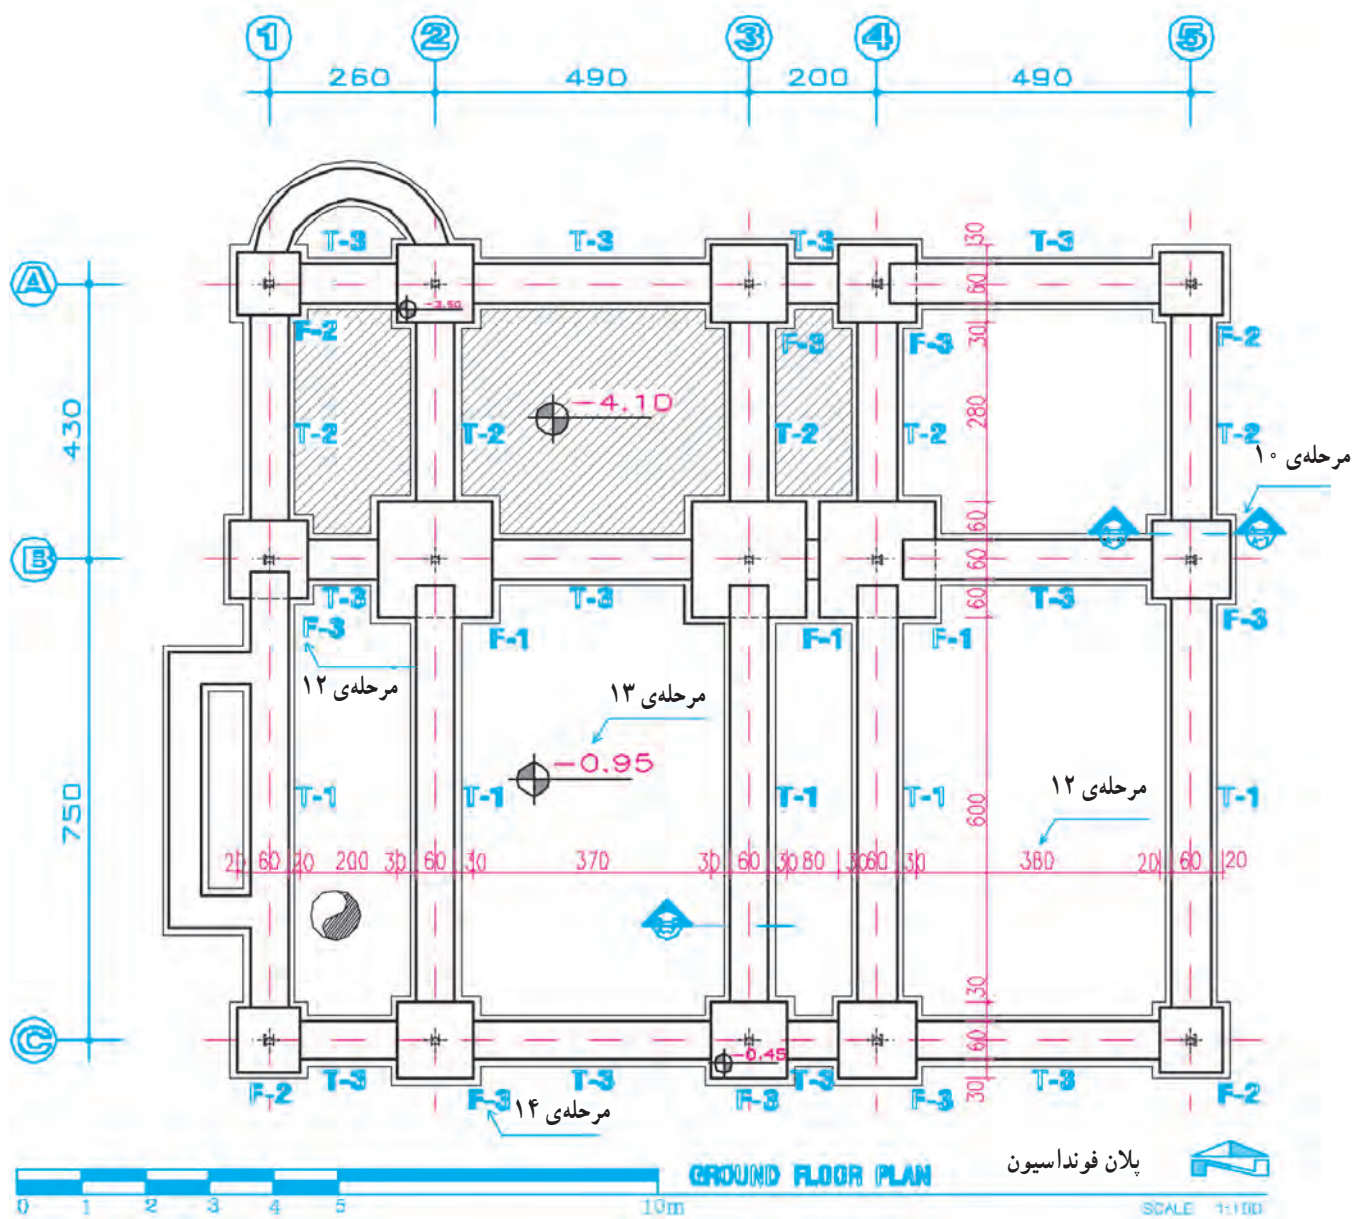 1 2 3 4 5
260 490 200 490
T-3 T-3 T-3 T-3
30
A
60
-3.50
F-2 F-3 F-3 F-2
30
-4.10
280
430
T-2 T-2 T-2 T-2 T-2
مرحله‌ی ۱۰
60
B
60
T-3 T-3 T-3
60
F-3 F-1 F-1 F-1 F-3
مرحله‌ی ۱۲
مرحله‌ی ۱۳
-0.95
مرحله‌ی ۱۲
750
T-1 T-1 T-1 T-1 T-1
600
20 60 20 200 30 60 30 370 30 60 30 80 30 60 30 380 20 60 20
30
C
60
-0.45
T-3 T-3 T-3 T-3
30
F-2 F-3 F-3 F-3 F-2
مرحله‌ی ۱۴
پلان فونداسیون
GROUND FLOOR PLAN
0 1 2 3 4 5 10m
SCALE 1:100